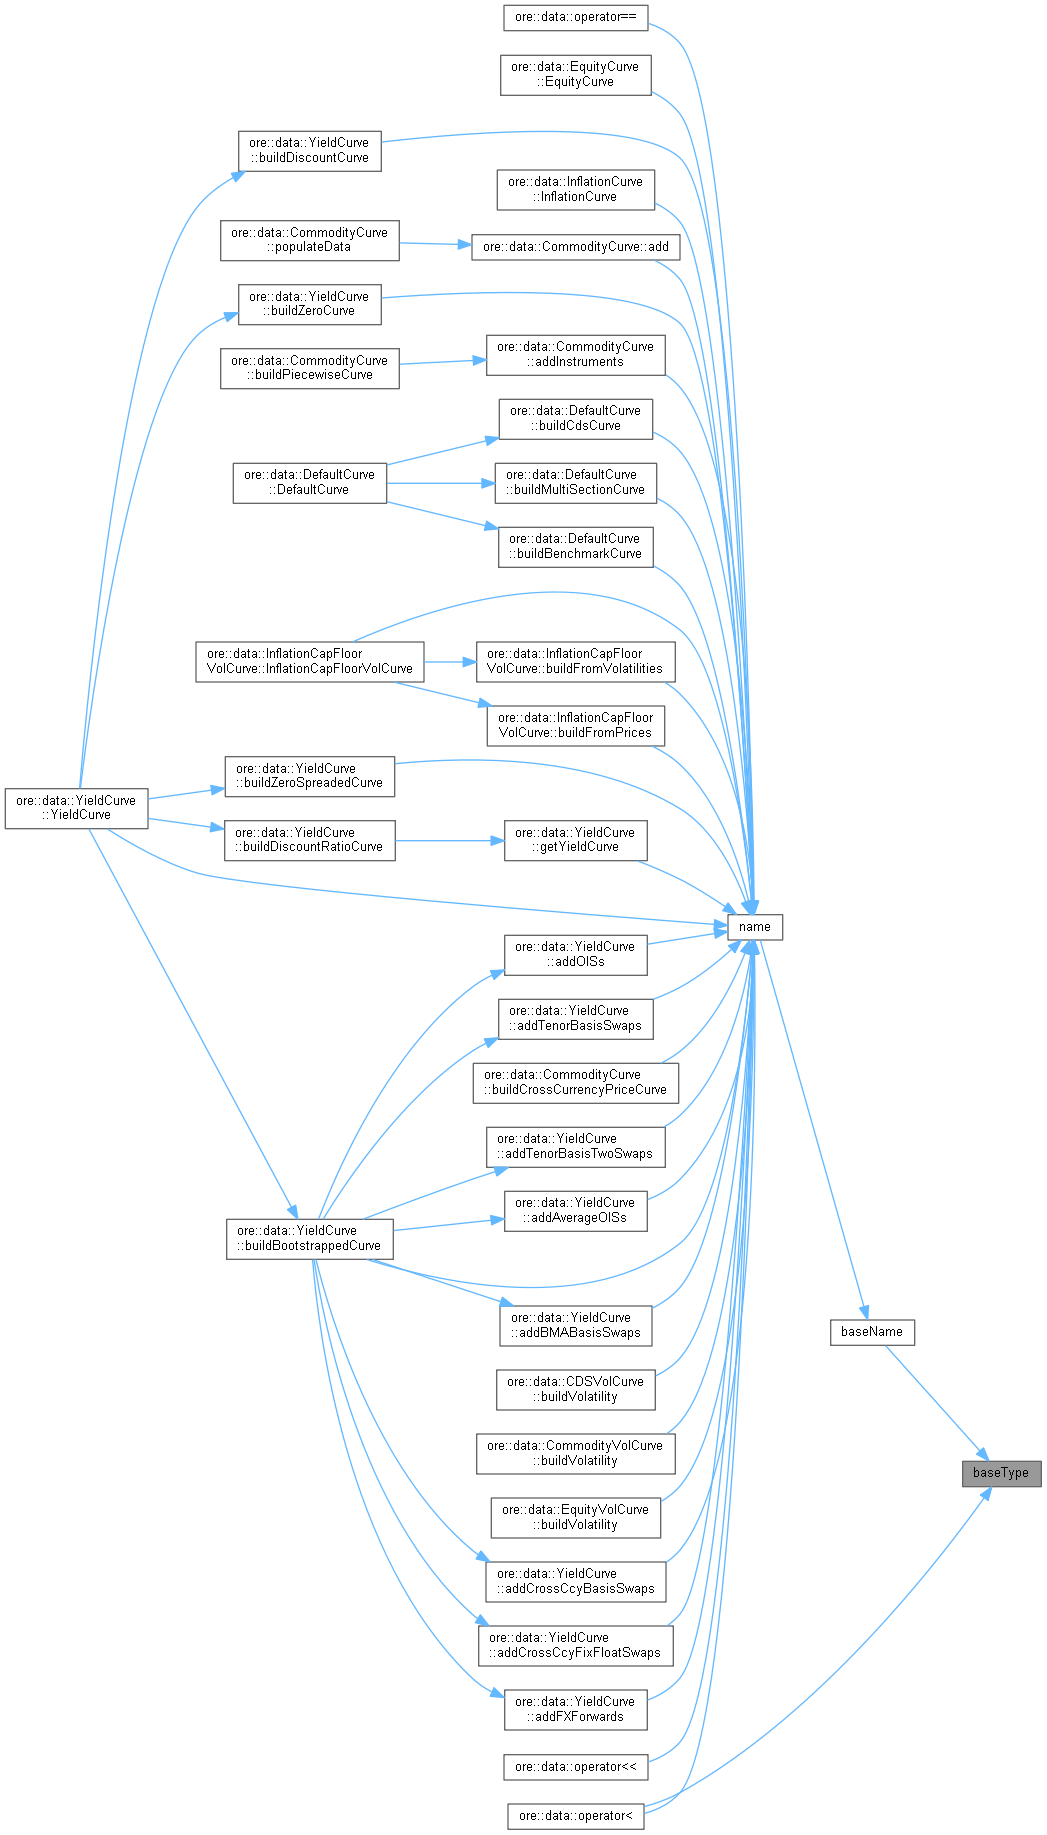 ore::data::operator==
ore::data::EquityCurve
::EquityCurve
ore::data::YieldCurve
::buildDiscountCurve
ore::data::InflationCurve
::InflationCurve
ore::data::CommodityCurve
::populateData
ore::data::CommodityCurve::add
ore::data::YieldCurve
::buildZeroCurve
ore::data::CommodityCurve
::addInstruments
ore::data::CommodityCurve
::buildPiecewiseCurve
ore::data::DefaultCurve
::buildCdsCurve
ore::data::DefaultCurve
::DefaultCurve
ore::data::DefaultCurve
::buildMultiSectionCurve
ore::data::DefaultCurve
::buildBenchmarkCurve
ore::data::InflationCapFloor
VolCurve::InflationCapFloorVolCurve
ore::data::InflationCapFloor
VolCurve::buildFromVolatilities
ore::data::InflationCapFloor
VolCurve::buildFromPrices
ore::data::YieldCurve
::buildZeroSpreadedCurve
ore::data::YieldCurve
::YieldCurve
ore::data::YieldCurve
::buildDiscountRatioCurve
ore::data::YieldCurve
::getYieldCurve
name
ore::data::YieldCurve
::addOISs
ore::data::YieldCurve
::addTenorBasisSwaps
ore::data::CommodityCurve
::buildCrossCurrencyPriceCurve
ore::data::YieldCurve
::addTenorBasisTwoSwaps
ore::data::YieldCurve
::addAverageOISs
ore::data::YieldCurve
::buildBootstrappedCurve
ore::data::YieldCurve
::addBMABasisSwaps
baseName
ore::data::CDSVolCurve
::buildVolatility
ore::data::CommodityVolCurve
::buildVolatility
baseType
ore::data::EquityVolCurve
::buildVolatility
ore::data::YieldCurve
::addCrossCcyBasisSwaps
ore::data::YieldCurve
::addCrossCcyFixFloatSwaps
ore::data::YieldCurve
::addFXForwards
ore::data::operator<<
ore::data::operator<